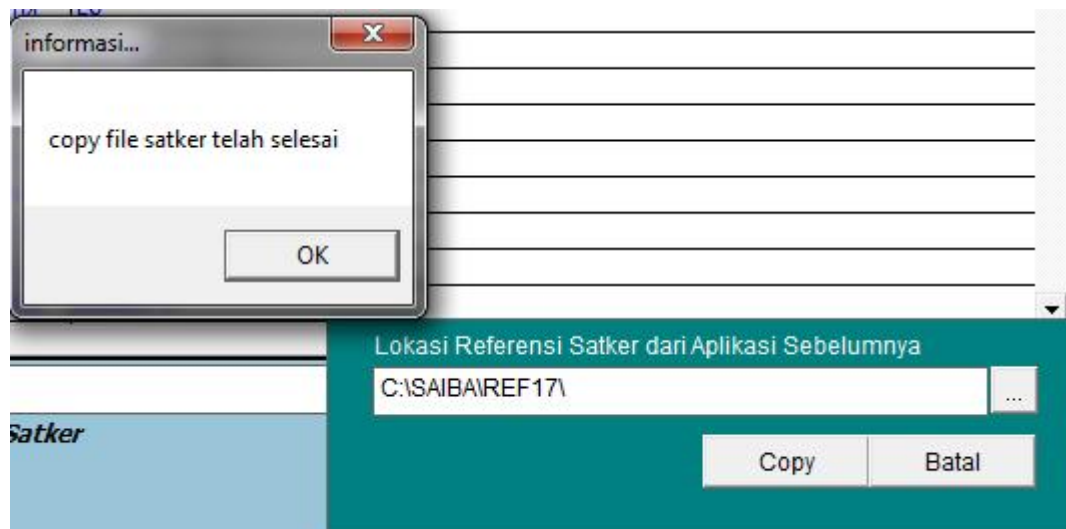 informasi...
copy file satker telah selesai
OK
Lokasi Referensi Satker dari Aplikasi Sebelumnya
C:\SAIBA\REF17\
...
Satker
Copy
Batal